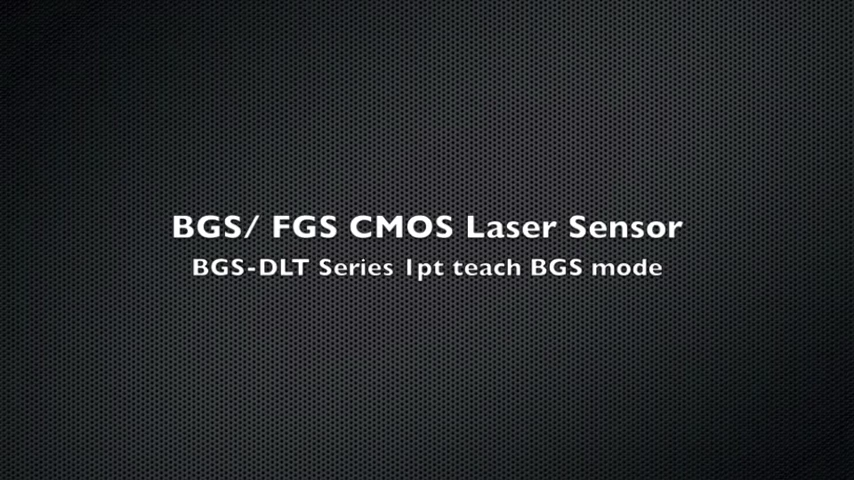 BGS/ FGS CMOS Laser Sensor
BGS-DLT Series 1pt teach BGS mode